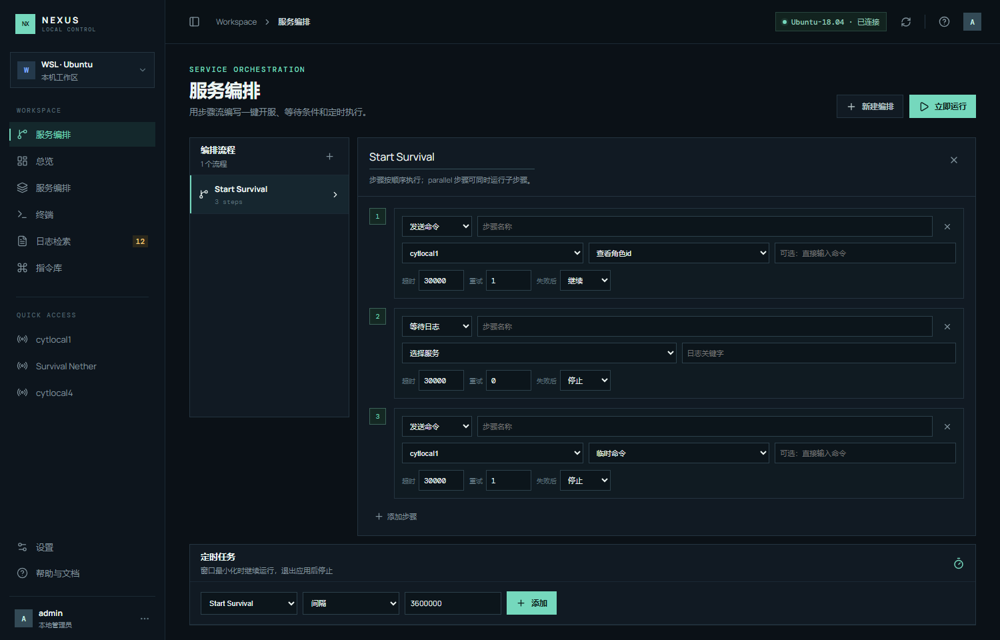 NX
NEXUS
LOCAL CONTROL
W
WSL · Ubuntu
本机工作区
WORKSPACE
服务编排
总览
服务编排
终端
日志检索
12
指令库
QUICK ACCESS
cytlocal1
Survival Nether
cytlocal4
设置
帮助与文档
A
admin
本地管理员
Workspace
服务编排
Ubuntu-18.04 · 已连接
A
SERVICE ORCHESTRATION
服务编排
用步骤流编写一键开服、等待条件和定时执行。
新建编排
立即运行
编排流程
1 个流程
Start Survival
3 steps
Start Survival
步骤按顺序执行；parallel 步骤可同时运行子步骤。
1
发送命令
步骤名称
cytlocal1
查看角色id
可选：直接输入命令
超时
30000
重试
1
失败后
继续
2
等待日志
步骤名称
选择服务
日志关键字
超时
30000
重试
0
失败后
停止
3
发送命令
步骤名称
cytlocal1
临时命令
可选：直接输入命令
超时
30000
重试
1
失败后
停止
添加步骤
定时任务
窗口最小化时继续运行，退出应用后停止
Start Survival
间隔
3600000
添加